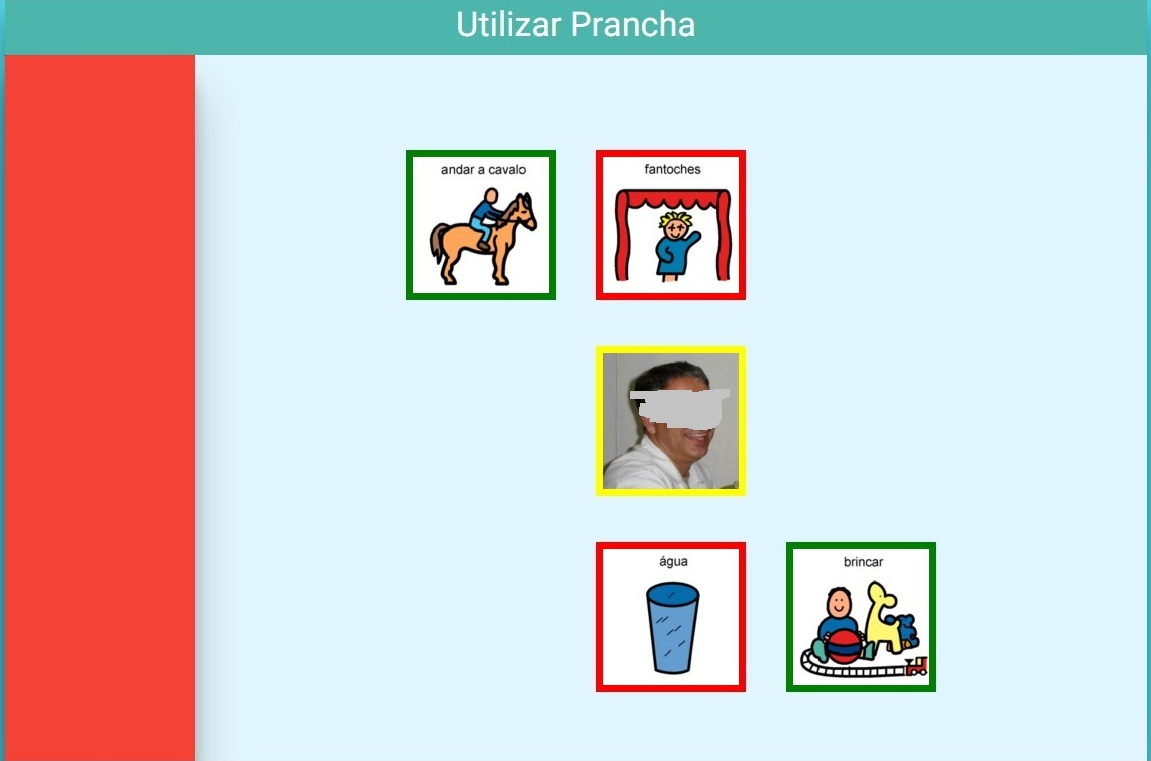 Utilizar Prancha
andar a cavalo
fantoches
água
brincar